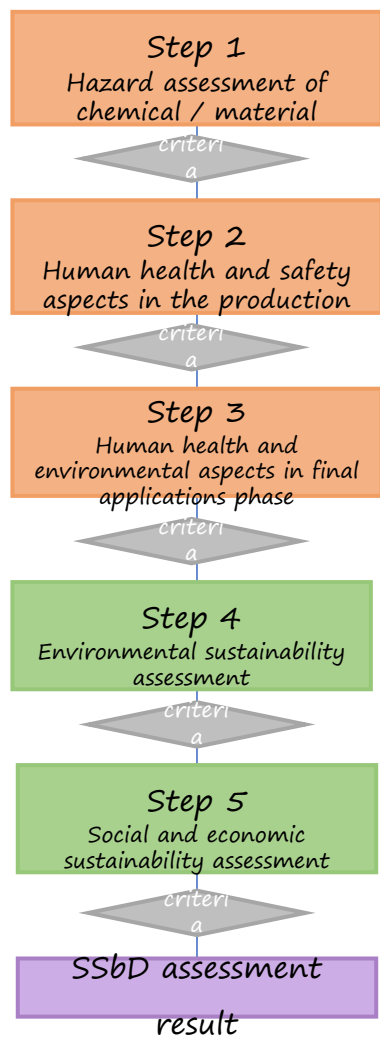 Step 1
Hazard assessment of
chemical / material
criteri
a
Step 2
Human health and safety
aspects in the production
criteri
a
Step 3
Human health and
environmental aspects in final
applications phase
criteri
a
Step 4
Environmental sustainability
assessment
criteri
a
Step 5
Social and economic
sustainability assessment
criteri
a
SSbD assessment
result